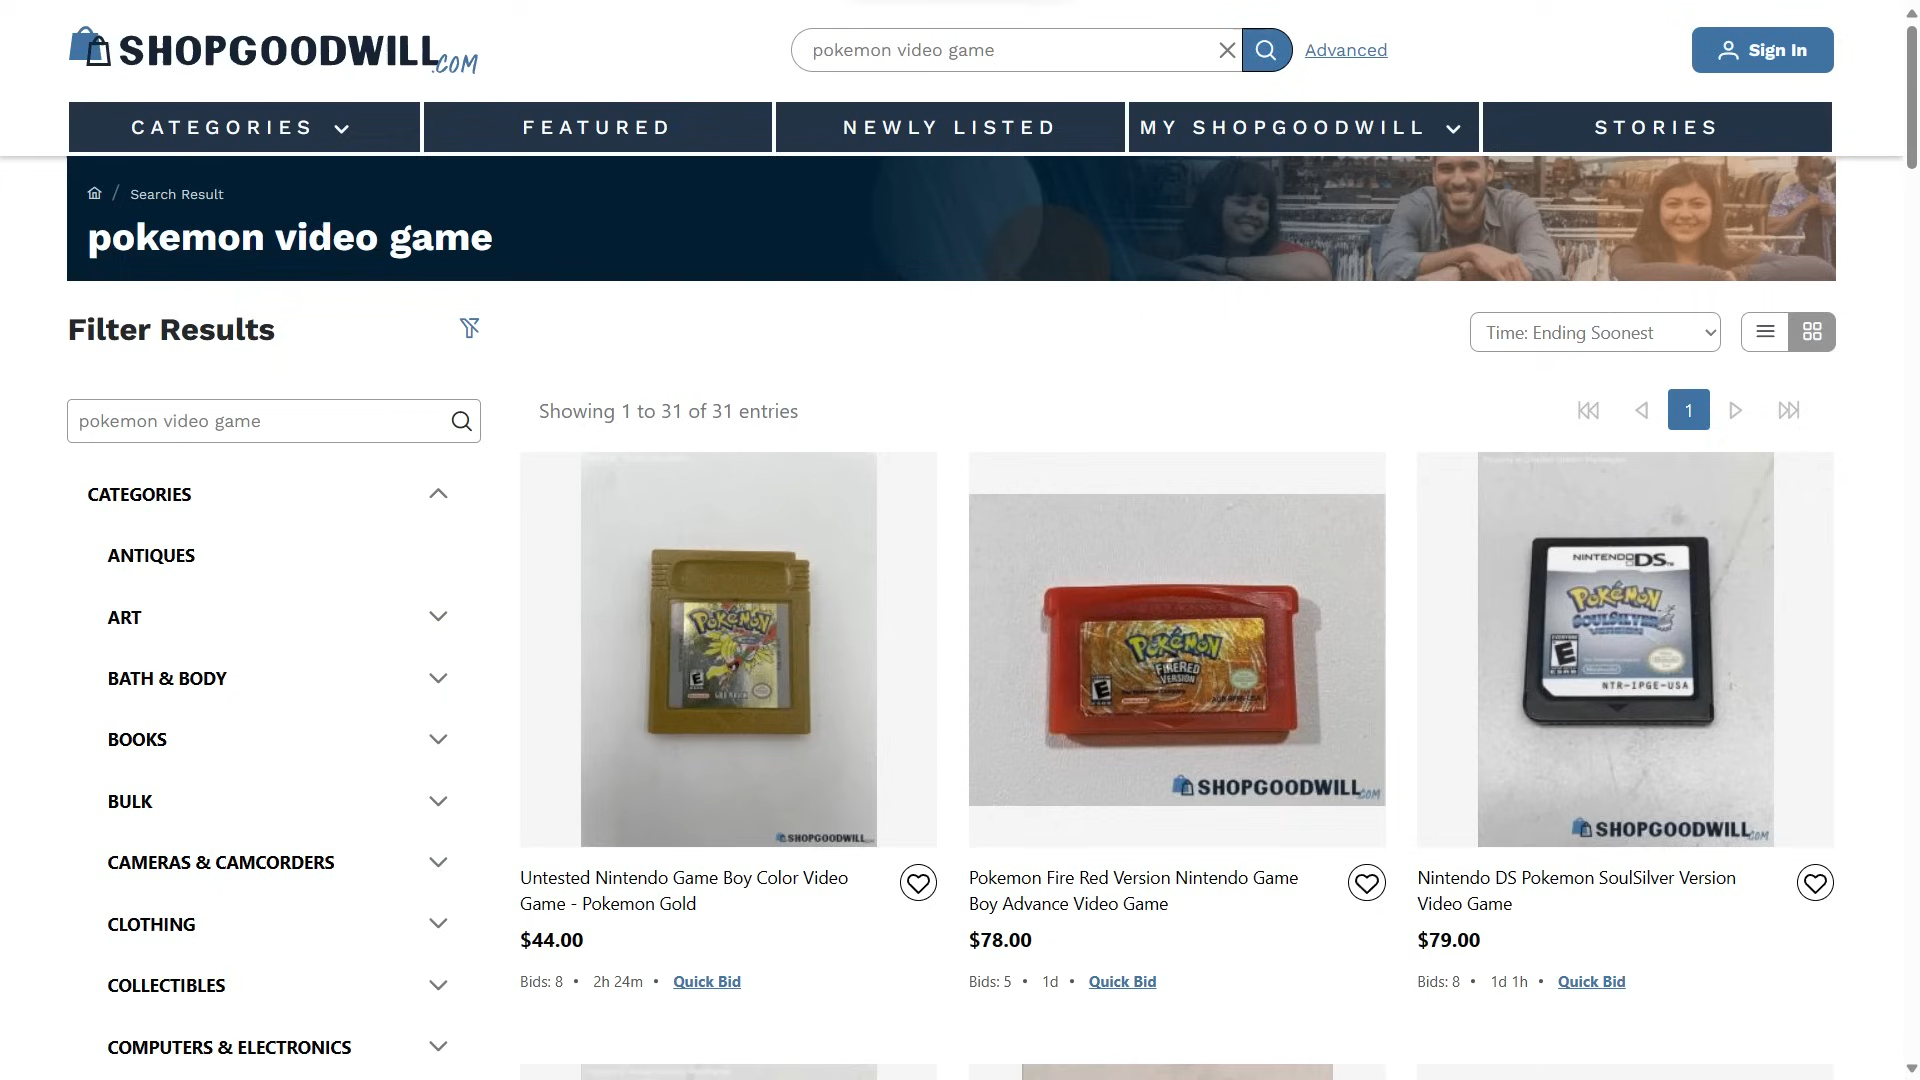 SHOPGOODWILL.COM
pokemon video game
Advanced
Sign In
CATEGORIES
FEATURED
NEWLY LISTED
MY SHOPGOODWILL
STORIES
/ Search Result
pokemon video game
Filter Results
Time: Ending Soonest
pokemon video game
Showing 1 to 31 of 31 entries
1
CATEGORIES
ANTIQUES
ART
BATH & BODY
BOOKS
BULK
CAMERAS & CAMCORDERS
CLOTHING
COLLECTIBLES
COMPUTERS & ELECTRONICS
POKéMON
E
SHOPGOODWILL
Untested Nintendo Game Boy Color Video
Game - Pokemon Gold
$44.00
Bids: 8 • 2h 24m • Quick Bid
POKéMON
FIRERED
VERSION
E
SHOPGOODWILL.COM
Pokemon Fire Red Version Nintendo Game
Boy Advance Video Game
$78.00
Bids: 5 • 1d • Quick Bid
NINTENDO DS
POKéMON
SOULSILVER
VERSION
EVERYONE
E
Nintendo
NTR-IPGE-USA
SHOPGOODWILL.COM
Nintendo DS Pokemon SoulSilver Version
Video Game
$79.00
Bids: 8 • 1d 1h • Quick Bid